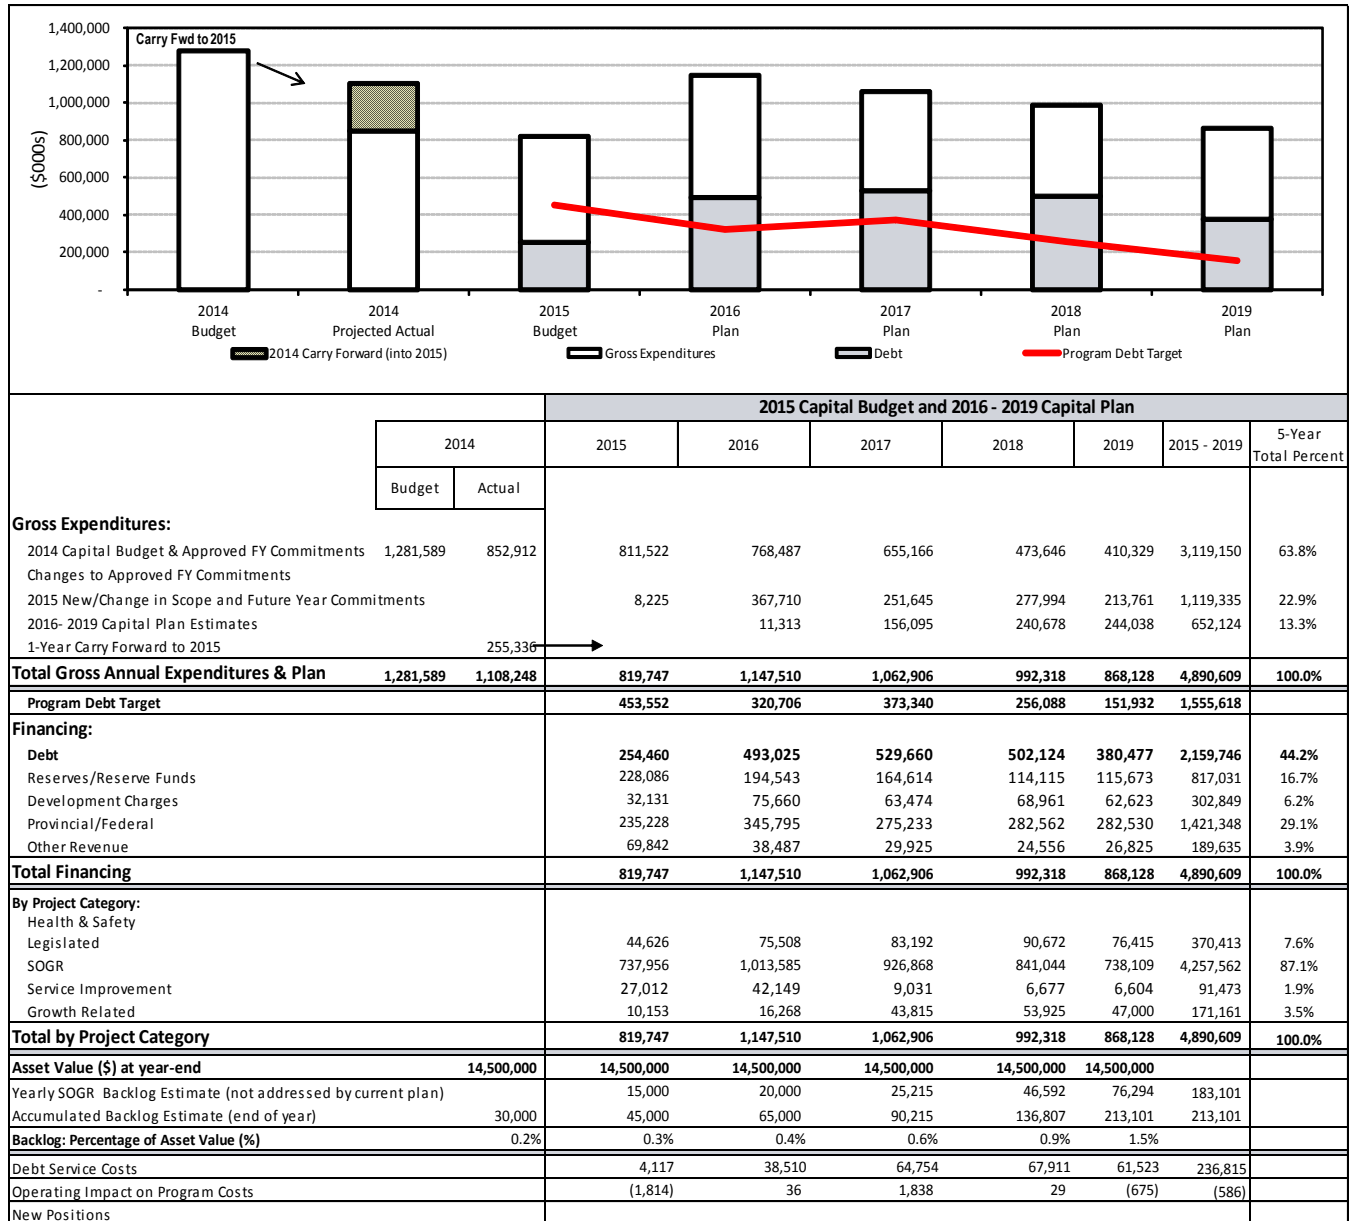 1,400,000
Carry Fwd to 2015
1,200,000
1,000,000
800,000
($000s)
600,000
400,000
200,000
-
2014 2014 2015 2016 2017 2018 2019
Budget Projected Actual Budget Plan Plan Plan Plan
2014 Carry Forward (into 2015) Gross Expenditures Debt Program Debt Target
2015 Capital Budget and 2016 - 2019 Capital Plan
2014 2015 2016 2017 2018 2019 2015 - 2019 5-Year Total Percent
Budget Actual
Gross Expenditures:
2014 Capital Budget & Approved FY Commitments 1,281,589 852,912 811,522 768,487 655,166 473,646 410,329 3,119,150 63.8%
Changes to Approved FY Commitments
2015 New/Change in Scope and Future Year Commitments 8,225 367,710 251,645 277,994 213,761 1,119,335 22.9%
2016- 2019 Capital Plan Estimates 11,313 156,095 240,678 244,038 652,124 13.3%
1-Year Carry Forward to 2015 255,336
Total Gross Annual Expenditures & Plan 1,281,589 1,108,248 819,747 1,147,510 1,062,906 992,318 868,128 4,890,609 100.0%
Program Debt Target 453,552 320,706 373,340 256,088 151,932 1,555,618
Financing:
Debt 254,460 493,025 529,660 502,124 380,477 2,159,746 44.2%
Reserves/Reserve Funds 228,086 194,543 164,614 114,115 115,673 817,031 16.7%
Development Charges 32,131 75,660 63,474 68,961 62,623 302,849 6.2%
Provincial/Federal 235,228 345,795 275,233 282,562 282,530 1,421,348 29.1%
Other Revenue 69,842 38,487 29,925 24,556 26,825 189,635 3.9%
Total Financing 819,747 1,147,510 1,062,906 992,318 868,128 4,890,609 100.0%
By Project Category:
Health & Safety
Legislated 44,626 75,508 83,192 90,672 76,415 370,413 7.6%
SOGR 737,956 1,013,585 926,868 841,044 738,109 4,257,562 87.1%
Service Improvement 27,012 42,149 9,031 6,677 6,604 91,473 1.9%
Growth Related 10,153 16,268 43,815 53,925 47,000 171,161 3.5%
Total by Project Category 819,747 1,147,510 1,062,906 992,318 868,128 4,890,609 100.0%
Asset Value ($) at year-end 14,500,000 14,500,000 14,500,000 14,500,000 14,500,000 14,500,000
Yearly SOGR Backlog Estimate (not addressed by current plan) 15,000 20,000 25,215 46,592 76,294 183,101
Accumulated Backlog Estimate (end of year) 30,000 45,000 65,000 90,215 136,807 213,101 213,101
Backlog: Percentage of Asset Value (%) 0.2% 0.3% 0.4% 0.6% 0.9% 1.5%
Debt Service Costs 4,117 38,510 64,754 67,911 61,523 236,815
Operating Impact on Program Costs (1,814) 36 1,838 29 (675) (586)
New Positions